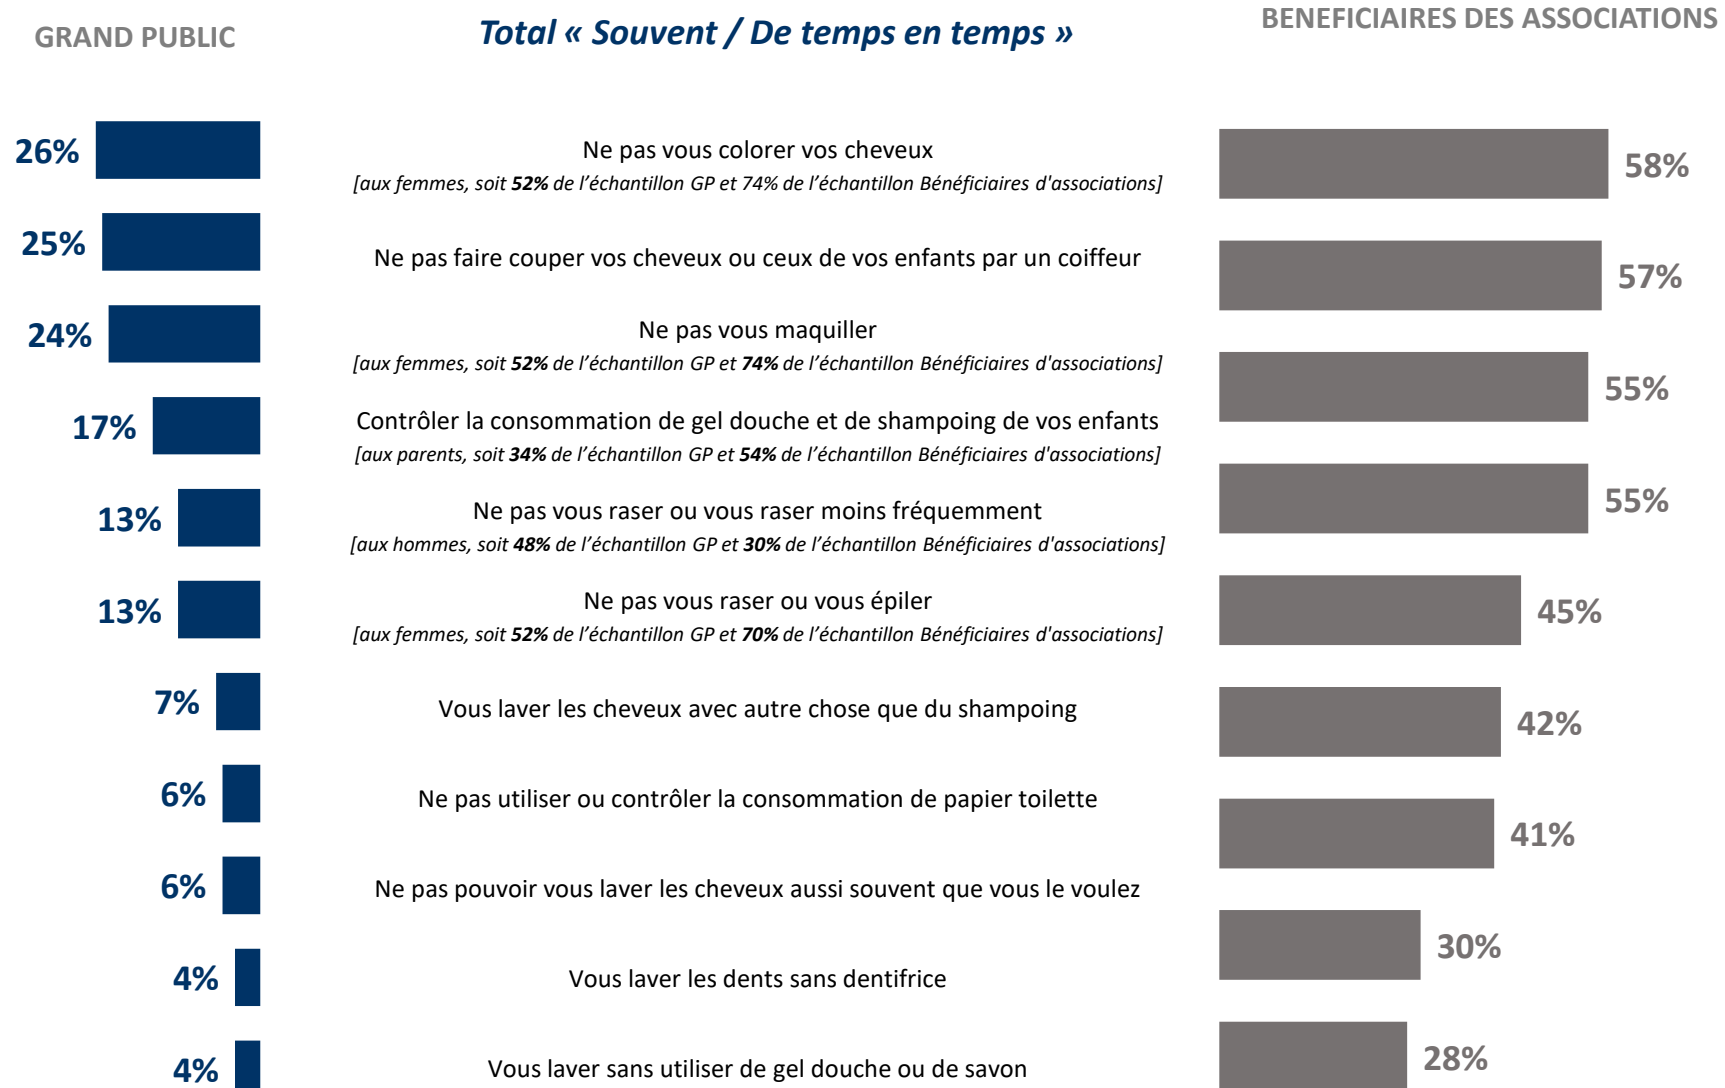 GRAND PUBLIC
Total « Souvent / De temps en temps »
BENEFICIAIRES DES ASSOCIATIONS
26%
Ne pas vous colorer vos cheveux
[aux femmes, soit 52% de l’échantillon GP et 74% de l’échantillon Bénéficiaires d'associations]
58%
25%
Ne pas faire couper vos cheveux ou ceux de vos enfants par un coiffeur
57%
24%
Ne pas vous maquiller
[aux femmes, soit 52% de l’échantillon GP et 74% de l’échantillon Bénéficiaires d'associations]
55%
17%
Contrôler la consommation de gel douche et de shampoing de vos enfants
[aux parents, soit 34% de l’échantillon GP et 54% de l’échantillon Bénéficiaires d'associations]
55%
13%
Ne pas vous raser ou vous raser moins fréquemment
[aux hommes, soit 48% de l’échantillon GP et 30% de l’échantillon Bénéficiaires d'associations]
45%
13%
Ne pas vous raser ou vous épiler
[aux femmes, soit 52% de l’échantillon GP et 70% de l’échantillon Bénéficiaires d'associations]
42%
7%
Vous laver les cheveux avec autre chose que du shampoing
41%
6%
Ne pas utiliser ou contrôler la consommation de papier toilette
30%
6%
Ne pas pouvoir vous laver les cheveux aussi souvent que vous le voulez
28%
4%
Vous laver les dents sans dentifrice
4%
Vous laver sans utiliser de gel douche ou de savon